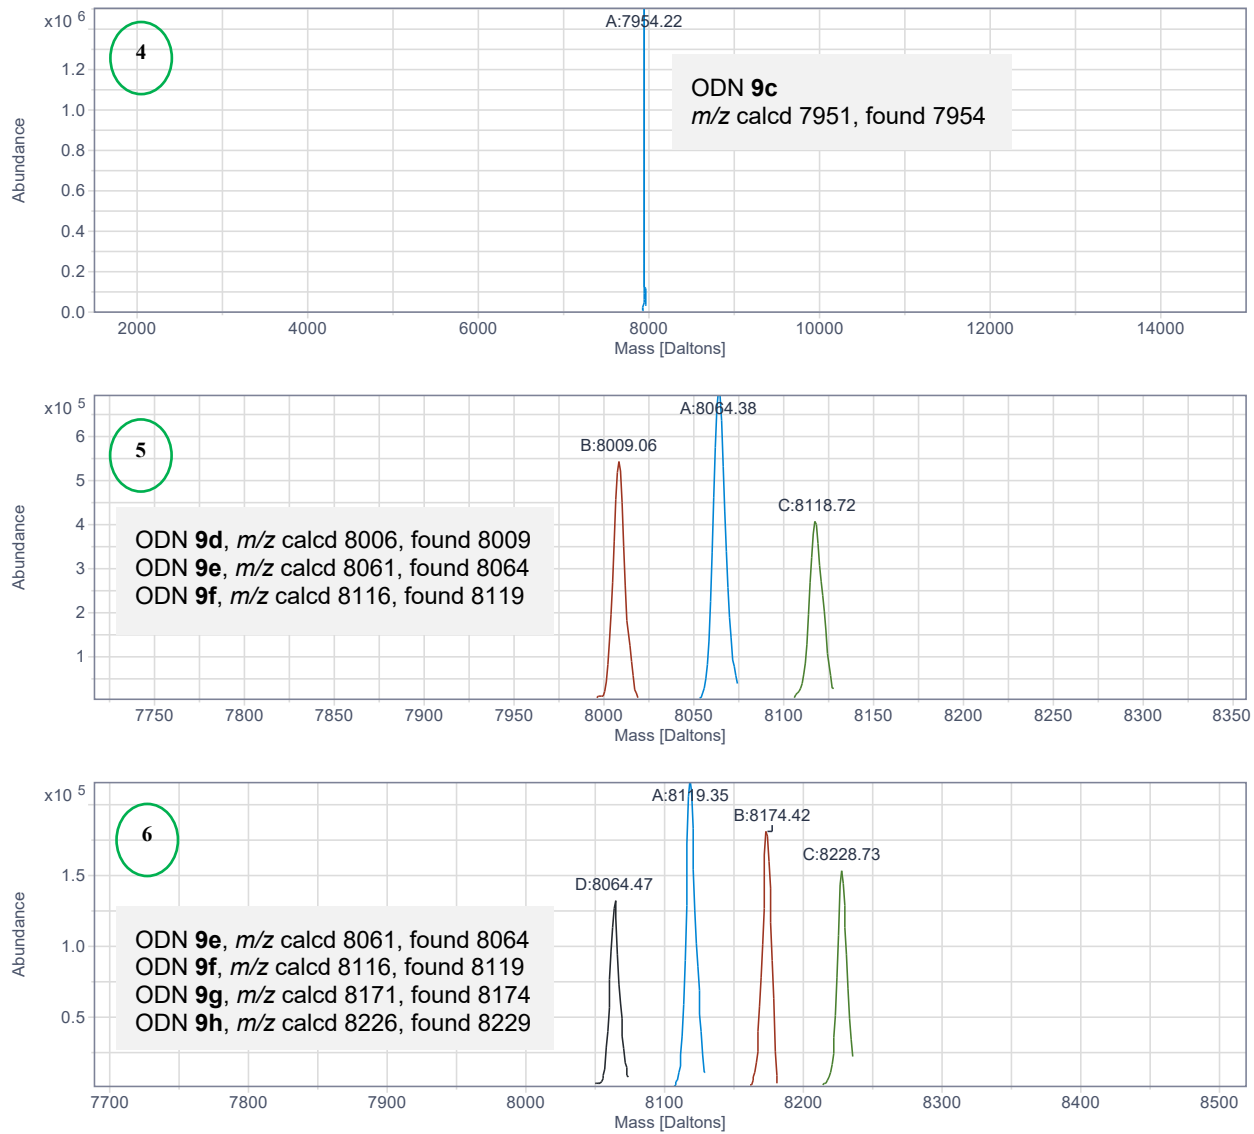 x10 6
A:7954.22
4
ODN 9c
m/z calcd 7951, found 7954
1.2
1.0
0.8
0.6
0.4
0.2
0.0
Abundance
2000 4000 6000 8000 10000 12000 14000
Mass [Daltons]
x10 5
A:8064.38
B:8009.06
C:8118.72
5
ODN 9d, m/z calcd 8006, found 8009
ODN 9e, m/z calcd 8061, found 8064
ODN 9f, m/z calcd 8116, found 8119
6
5
4
3
2
1
Abundance
7750 7800 7850 7900 7950 8000 8050 8100 8150 8200 8250 8300 8350
Mass [Daltons]
x10 5
A:8119.35
B:8174.42
C:8228.73
D:8064.47
6
ODN 9e, m/z calcd 8061, found 8064
ODN 9f, m/z calcd 8116, found 8119
ODN 9g, m/z calcd 8171, found 8174
ODN 9h, m/z calcd 8226, found 8229
1.5
1.0
0.5
Abundance
7700 7800 7900 8000 8100 8200 8300 8400 8500
Mass [Daltons]